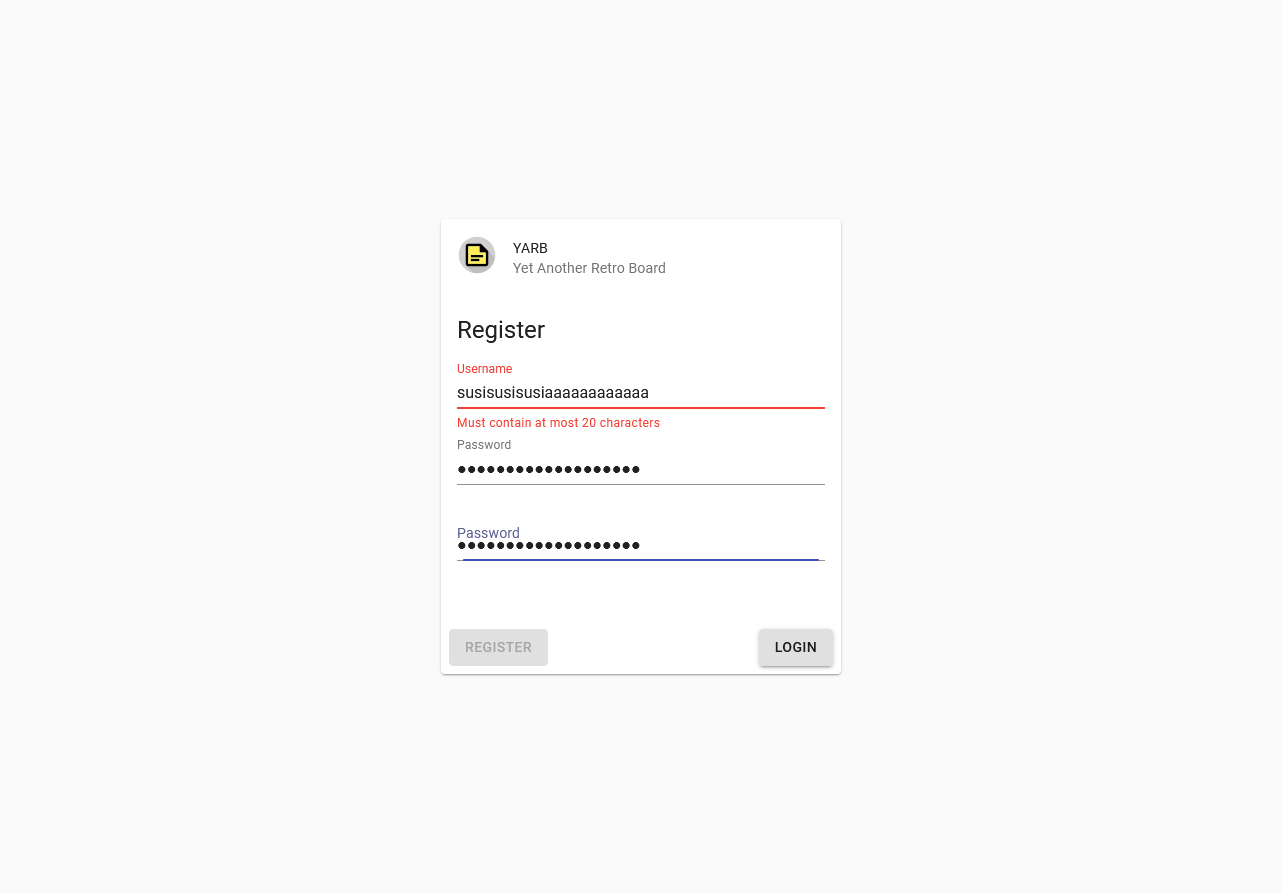 YARB
Yet Another Retro Board
Register
Username
susisusisusiaaaaaaaaaaaa
Must contain at most 20 characters
Password
●●●●●●●●●●●●●●●●●●●
Password
●●●●●●●●●●●●●●●●●●●
REGISTER
LOGIN